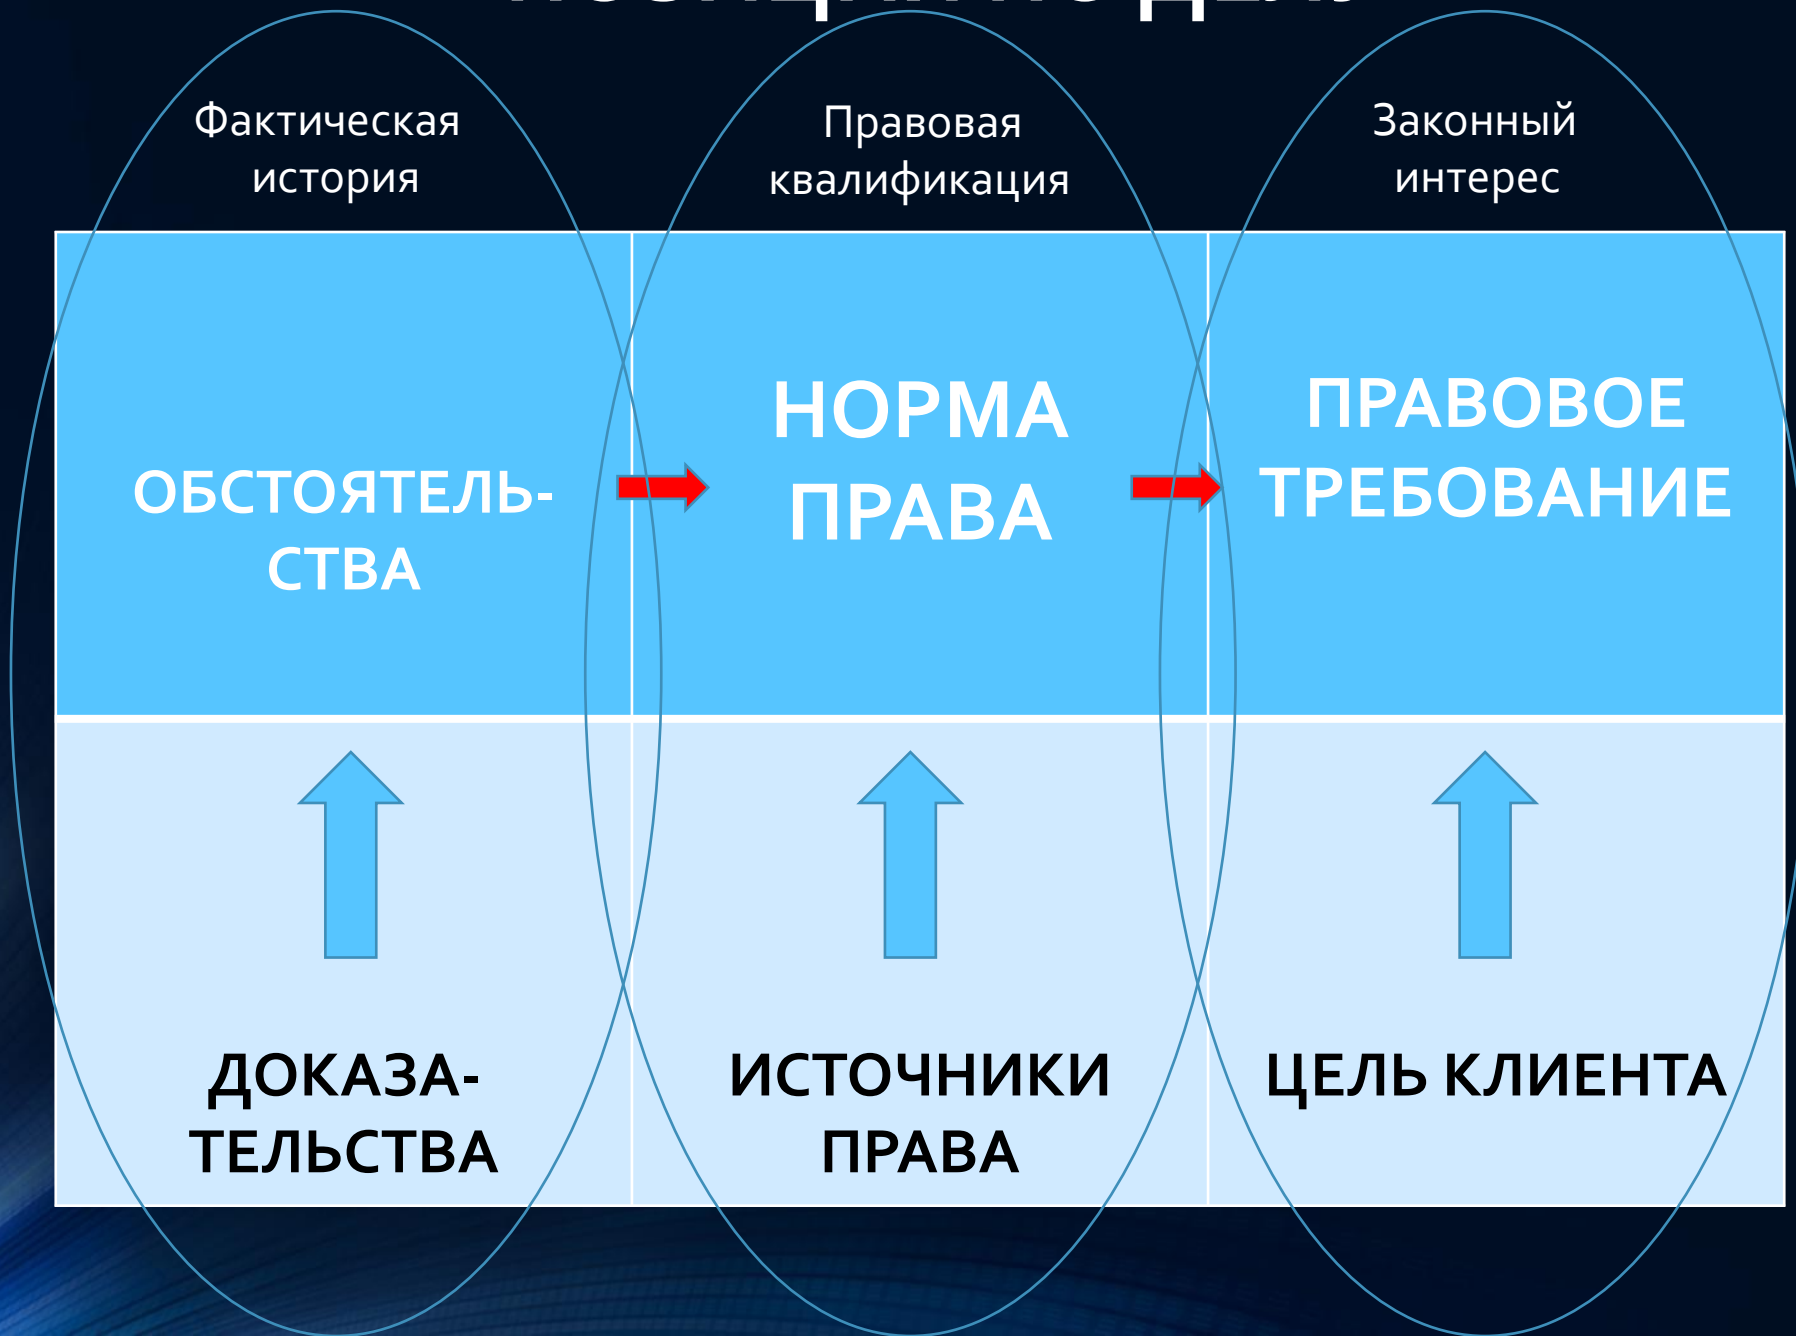 Фактическая
история
Правовая
квалификация
Законный
интерес
ОБСТОЯТЕЛЬ-
СТВА
НОРМА
ПРАВА
ПРАВОВОЕ
ТРЕБОВАНИЕ
ДОКАЗА-
ТЕЛЬСТВА
ИСТОЧНИКИ
ПРАВА
ЦЕЛЬ КЛИЕНТА